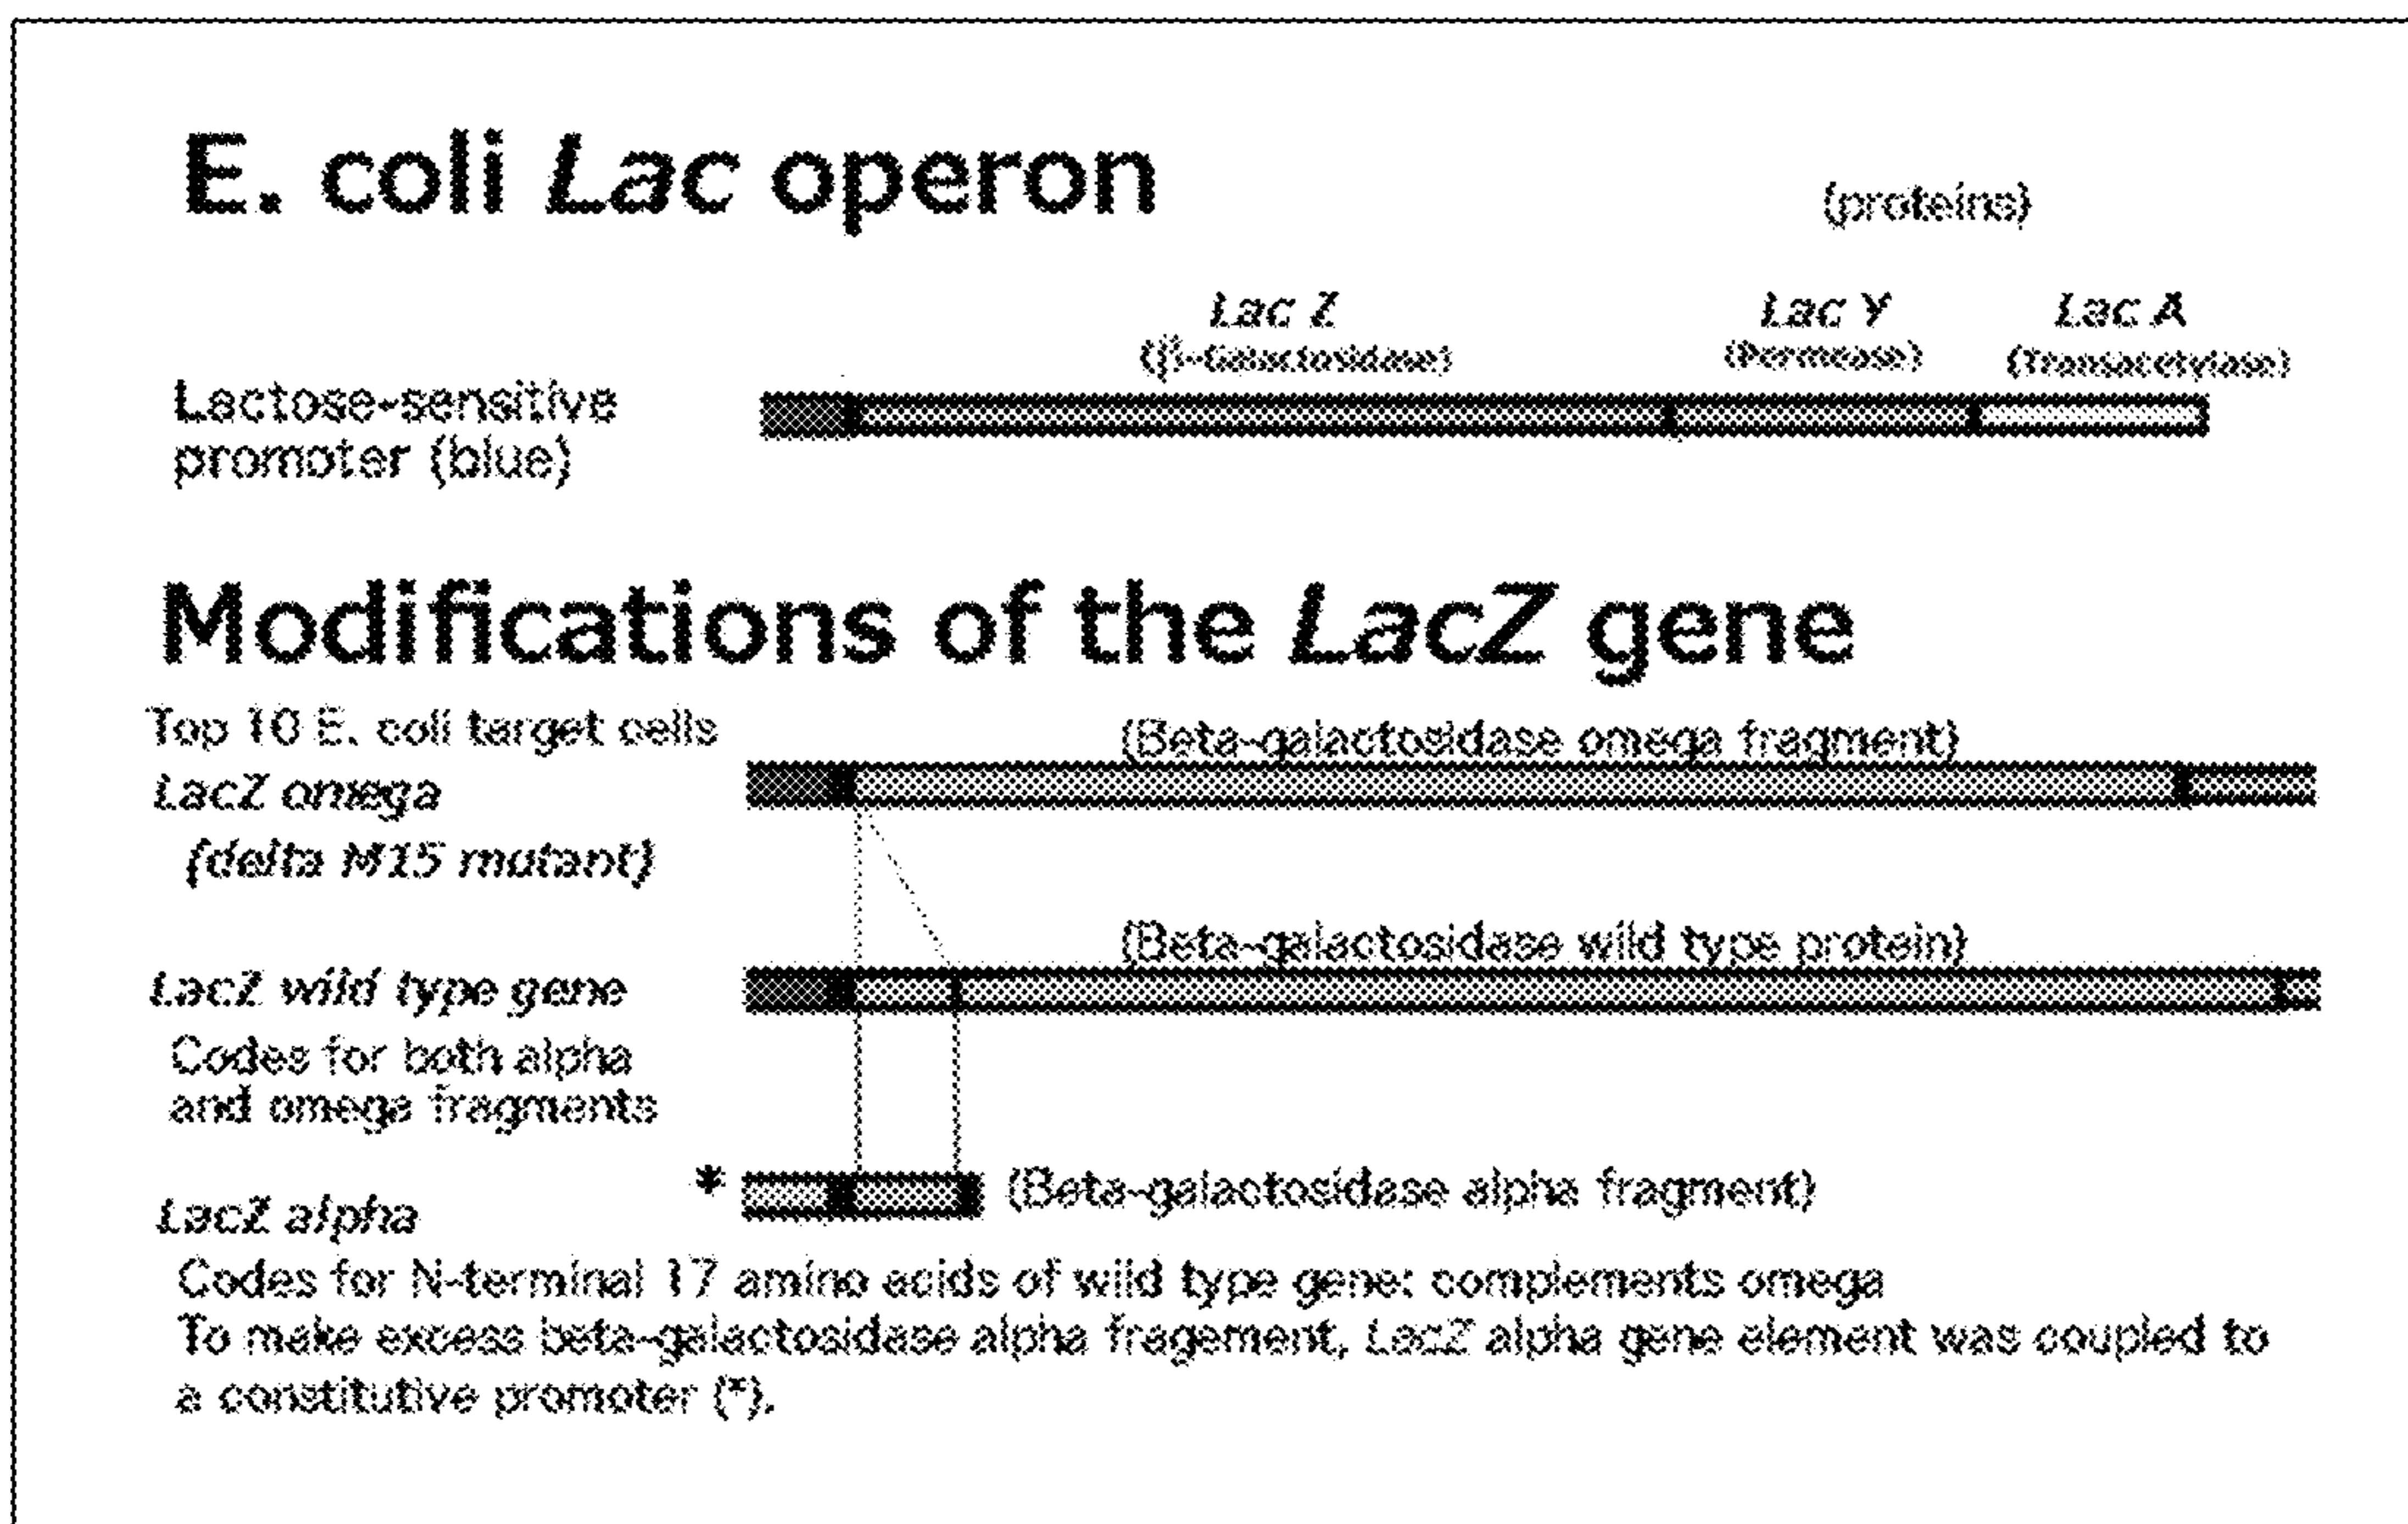 E. coli Lac operon
(proteins)
Lac Z
Lac Y
Lac A
(β-Galactosidase)
(Permease)
(Transacetylase)
Lactose-sensitive
promoter (blue)
Modifications of the LacZ gene
Top 10 E. coli target cells
(Beta-galactosidase omega fragment)
LacZ omega
(delta M15 mutant)
(Beta-galactosidase wild type protein)
LacZ wild type gene
Codes for both alpha
and omega fragments
* (Beta-galactosidase alpha fragment)
LacZ alpha
Codes for N-terminal 17 amino acids of wild type gene: complements omega
To make excess beta-galactosidase alpha fragement, LacZ alpha gene element was coupled to
a constitutive promoter (*).